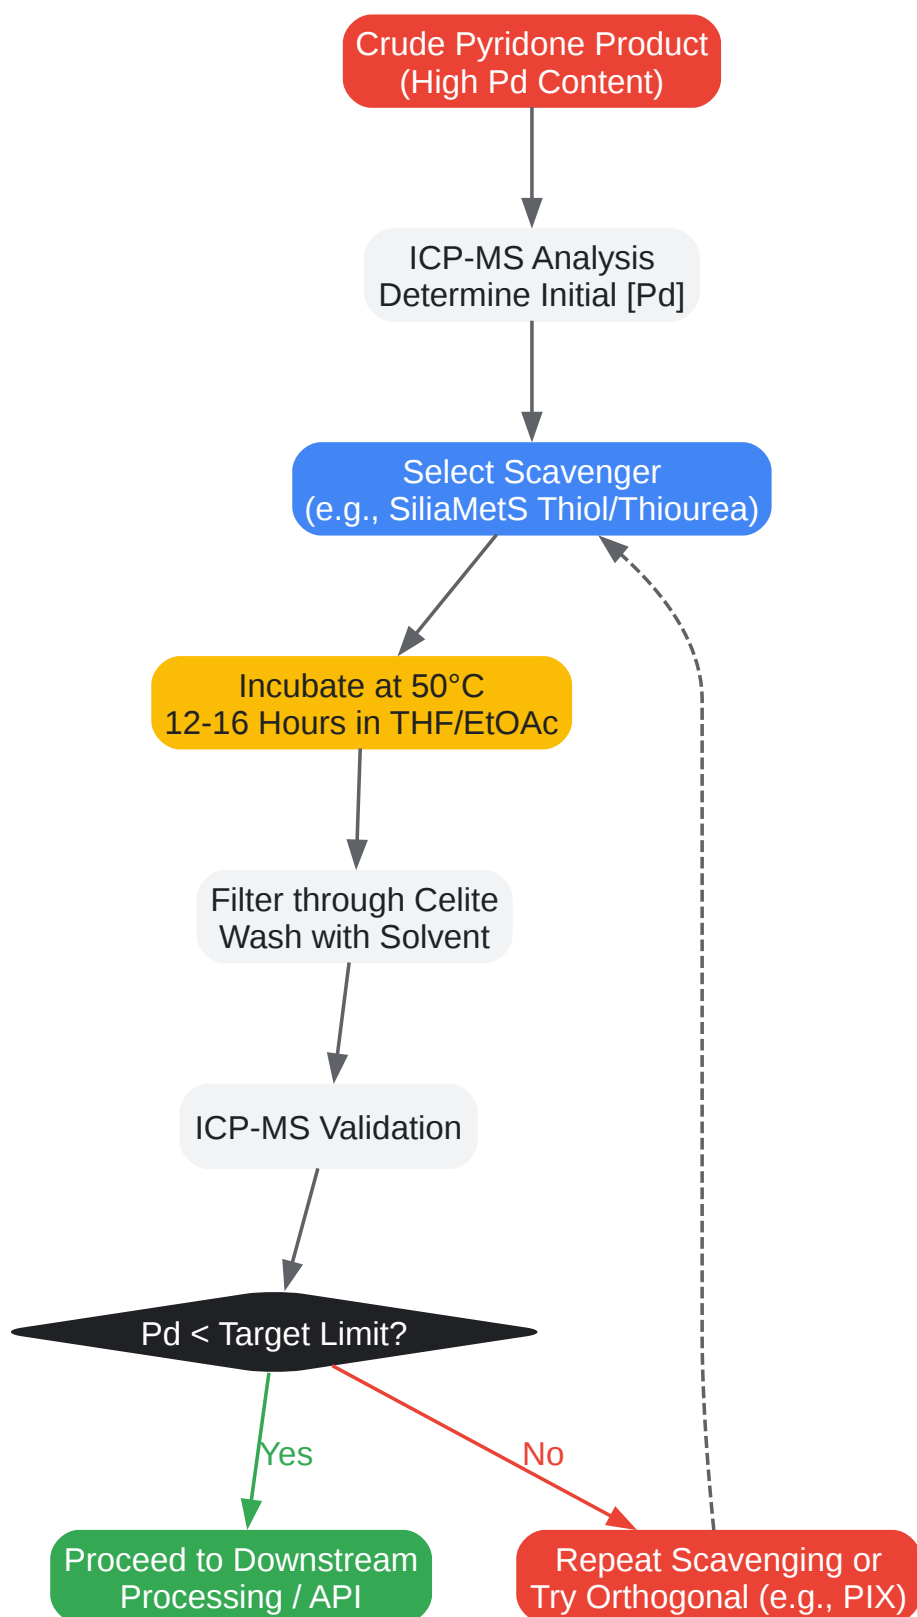 Crude Pyridone Product
(High Pd Content)
ICP-MS Analysis
Determine Initial [Pd]
Select Scavenger
(e.g., SiliaMetS Thiol/Thiourea)
Incubate at 50°C
12-16 Hours in THF/EtOAc
Filter through Celite
Wash with Solvent
ICP-MS Validation
Pd < Target Limit?
Yes
No
Proceed to Downstream
Processing / API
Repeat Scavenging or
Try Orthogonal (e.g., PIX)